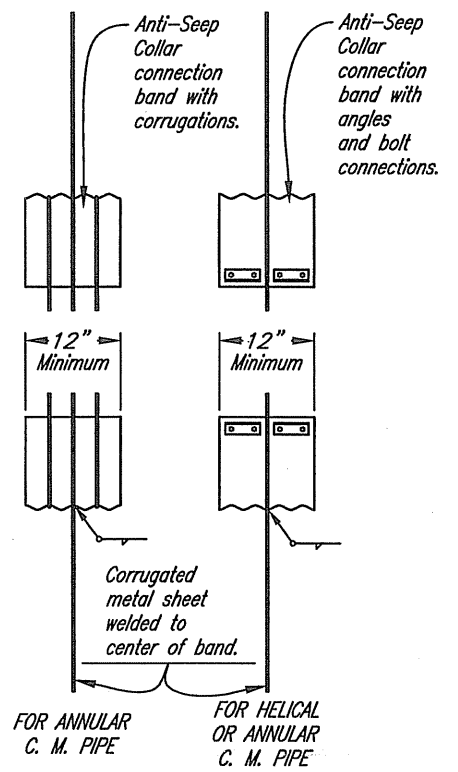 Anti-Seep
Collar
connection
band with
corrugations.
Anti-Seep
Collar
connection
band with
angles
and bolt
connections.
12"
Minimum
12"
Minimum
Corrugated
metal sheet
welded to
center of band.
FOR ANNULAR
C. M. PIPE
FOR HELICAL
OR ANNULAR
C. M. PIPE